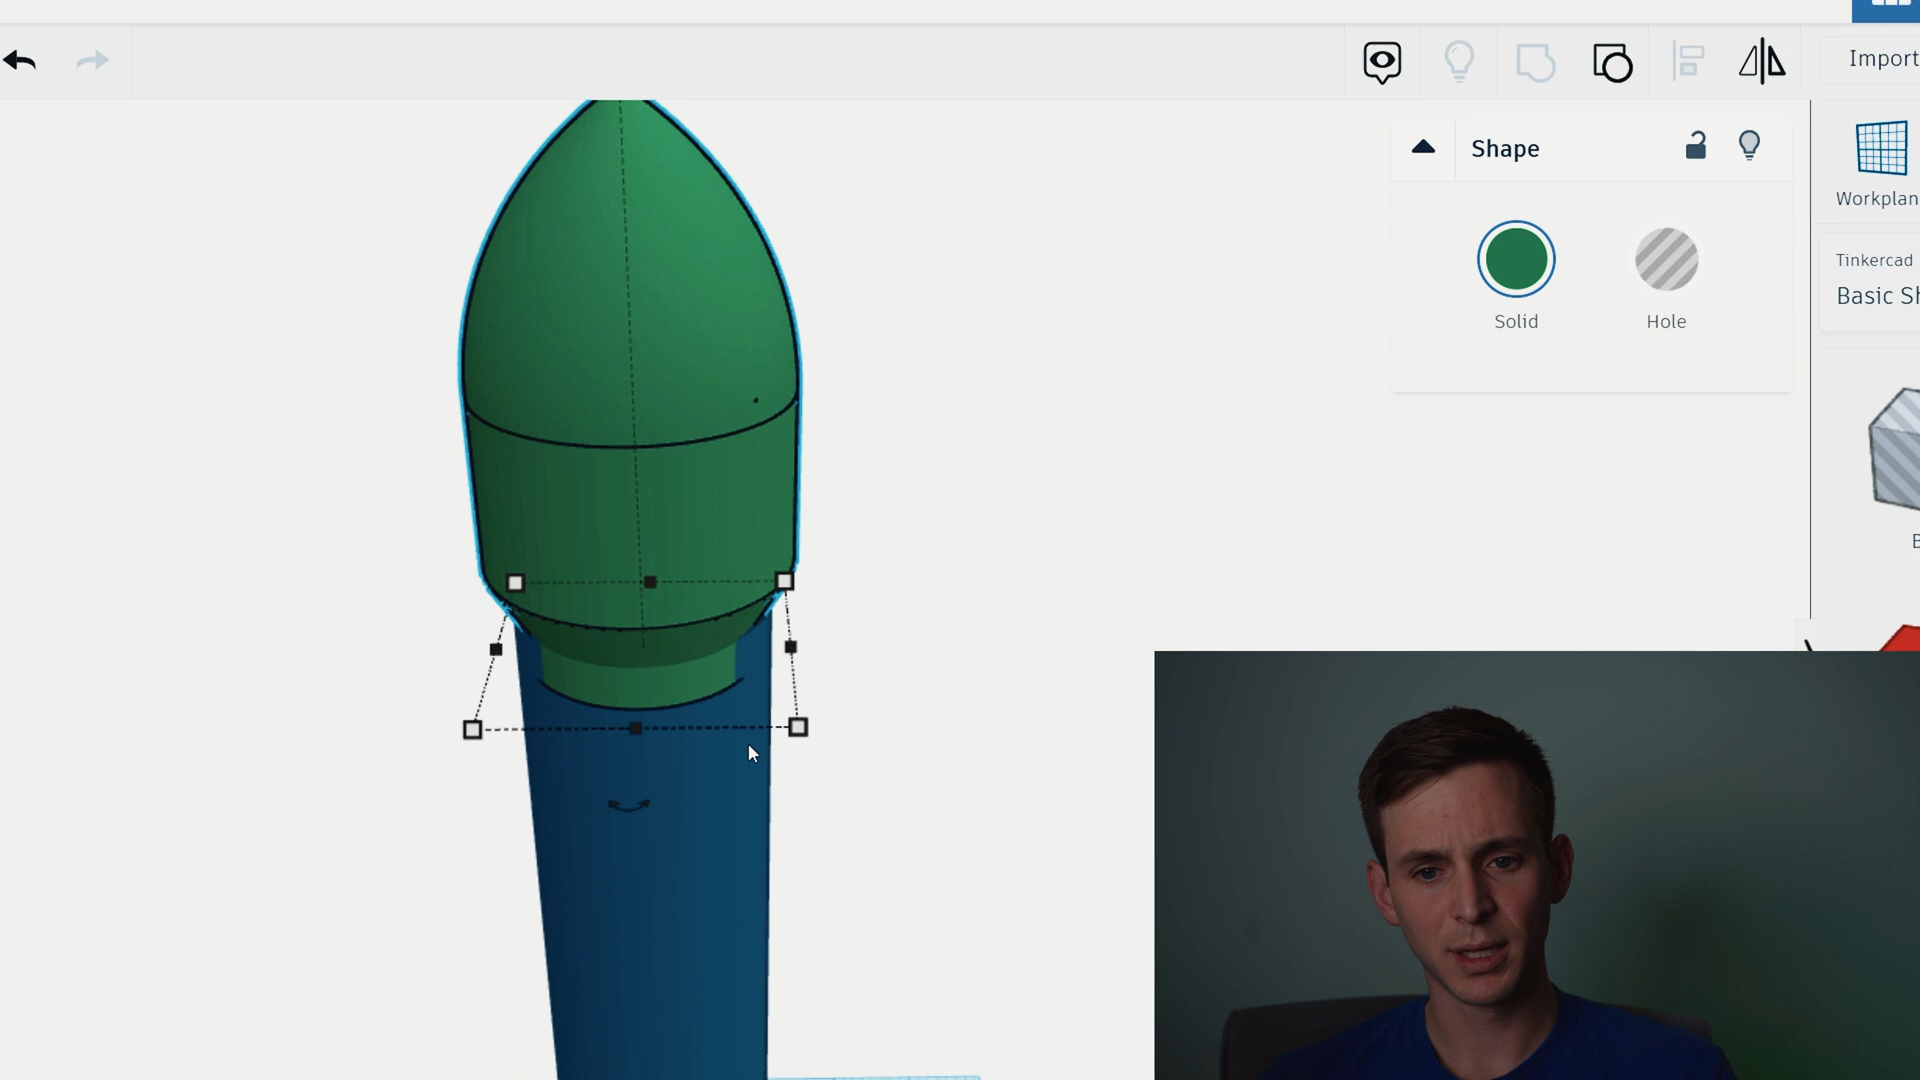 Import
Shape
Workplan
Solid
Hole
Tinkercad
Basic Sh
B